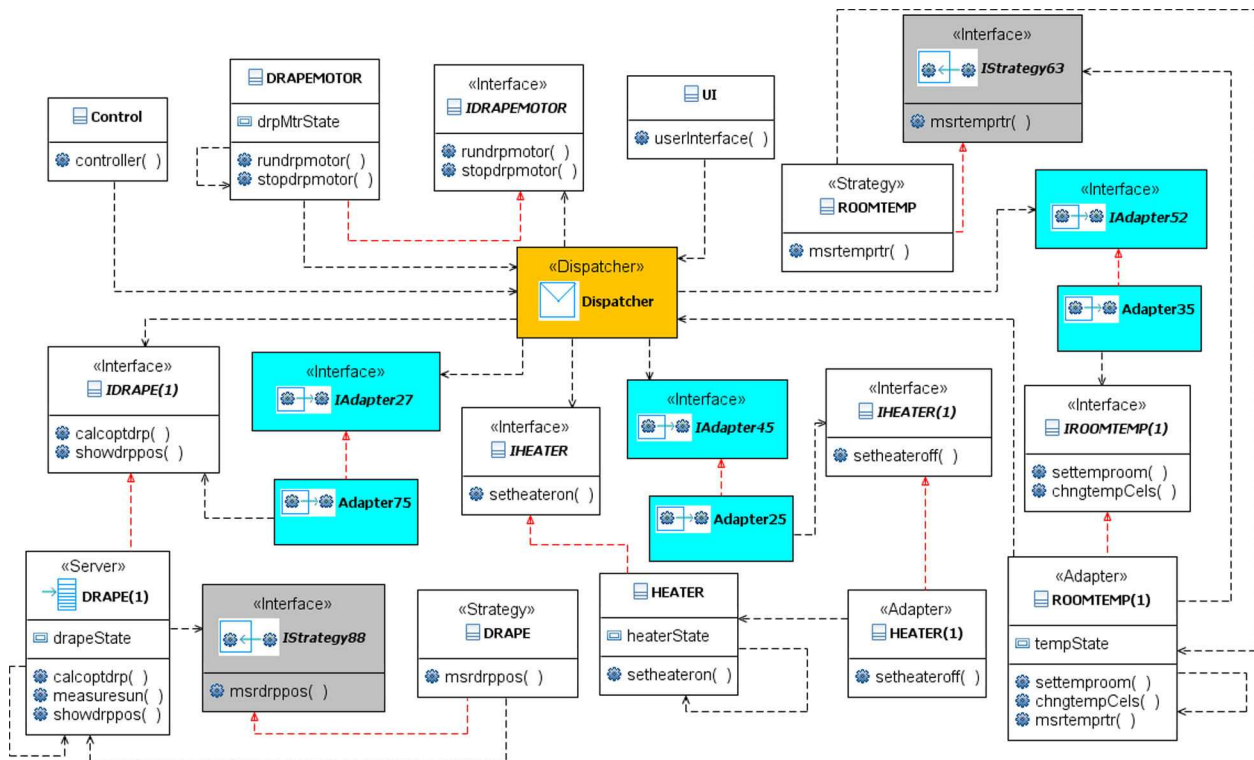 Control
controller( )
DRAPEMOTOR
drpMtrState
rundrpmotor( )
stopdrpmotor( )
«Interface»
IDRAPEMOTOR
rundrpmotor( )
stopdrpmotor( )
UI
userInterface( )
«Interface»
IStrategy63
msrtemprtr( )
«Strategy»
ROOMTEMP
msrtemprtr( )
«Interface»
IAdapter52
«Dispatcher»
Dispatcher
Adapter35
«Interface»
IDRAPE(1)
calcoptdrp( )
showdrppos( )
«Interface»
IAdapter27
«Interface»
IHEATER
setheateron( )
«Interface»
IAdapter45
«Interface»
IHEATER(1)
setheateroff( )
«Interface»
IROOMTEMP(1)
settemproom( )
chngtempCels( )
Adapter75
Adapter25
«Server»
DRAPE(1)
drapeState
calcoptdrp( )
measuresun( )
showdrppos( )
«Interface»
IStrategy88
msrdrppos( )
«Strategy»
DRAPE
msrdrppos( )
HEATER
heaterState
setheateron( )
«Adapter»
HEATER(1)
setheateroff( )
«Adapter»
ROOMTEMP(1)
tempState
settemproom( )
chngtempCels( )
msrtemprtr( )